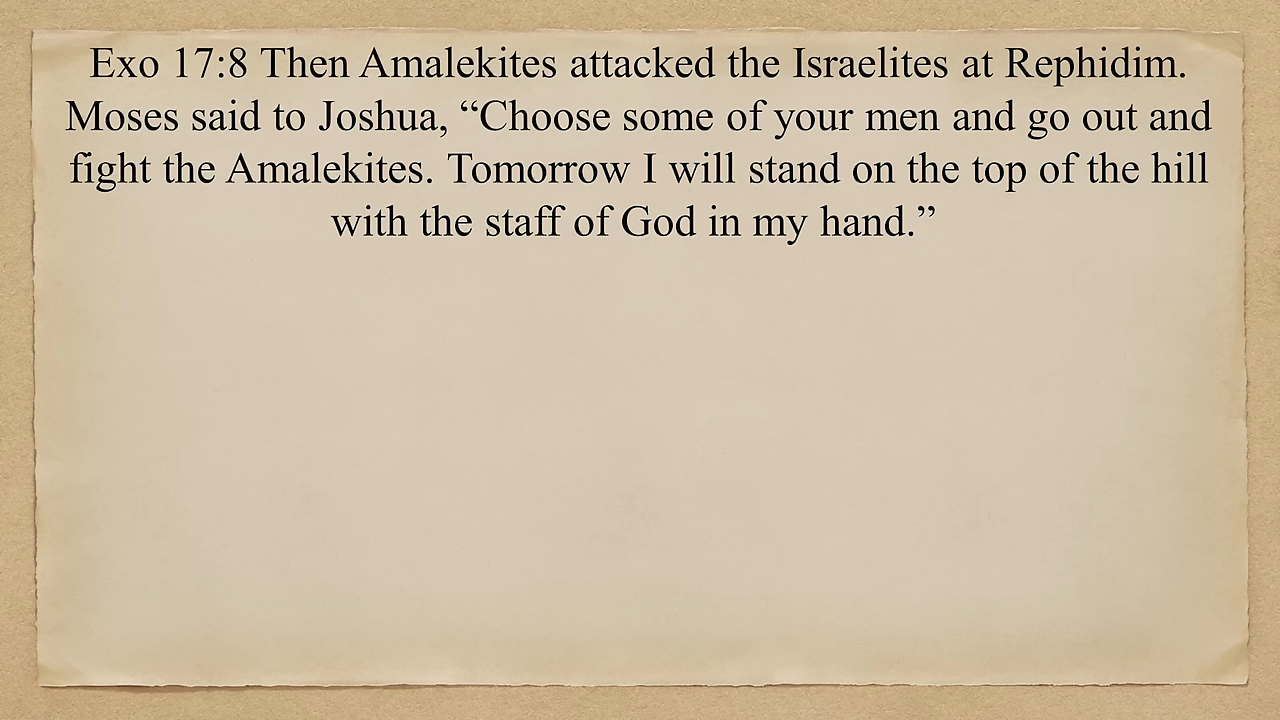 Exo 17:8 Then Amalekites attacked the Israelites at Rephidim.
Moses said to Joshua, “Choose some of your men and go out and
fight the Amalekites. Tomorrow I will stand on the top of the hill
with the staff of God in my hand.”